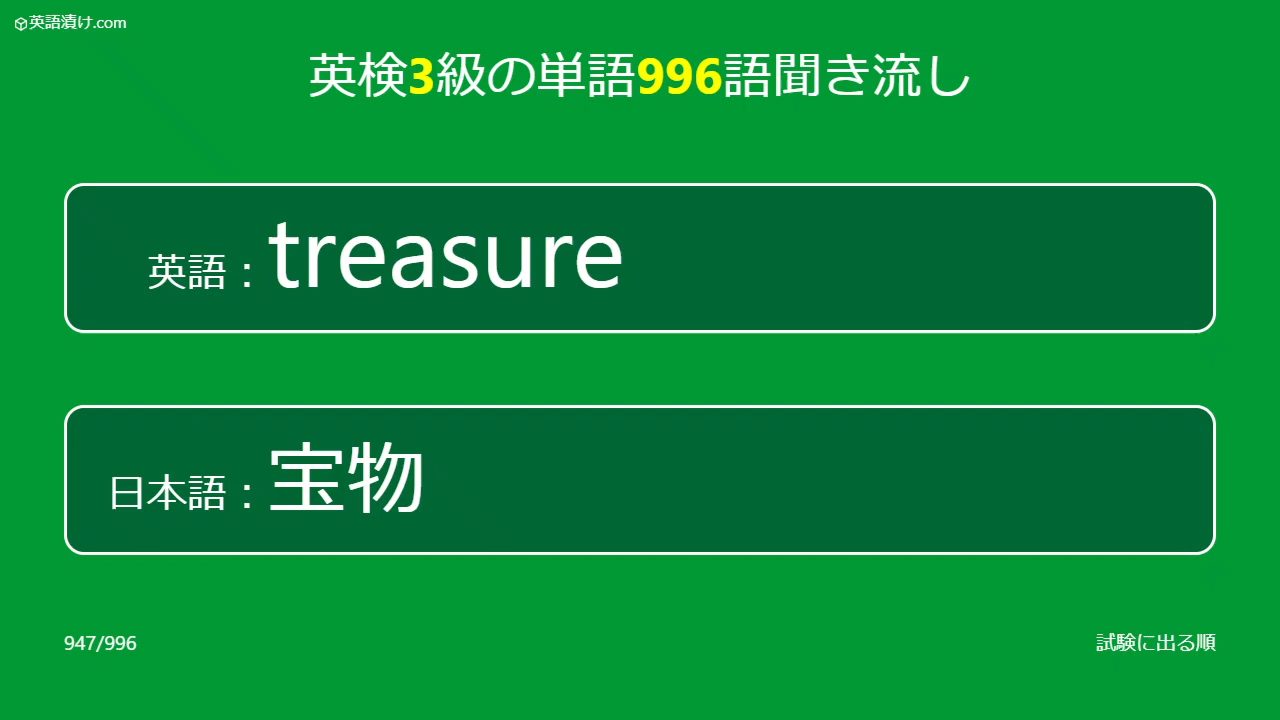 英語漬け.com
英検3級の単語996語聞き流し
英語：treasure
日本語：宝物
947/996
試験に出る順